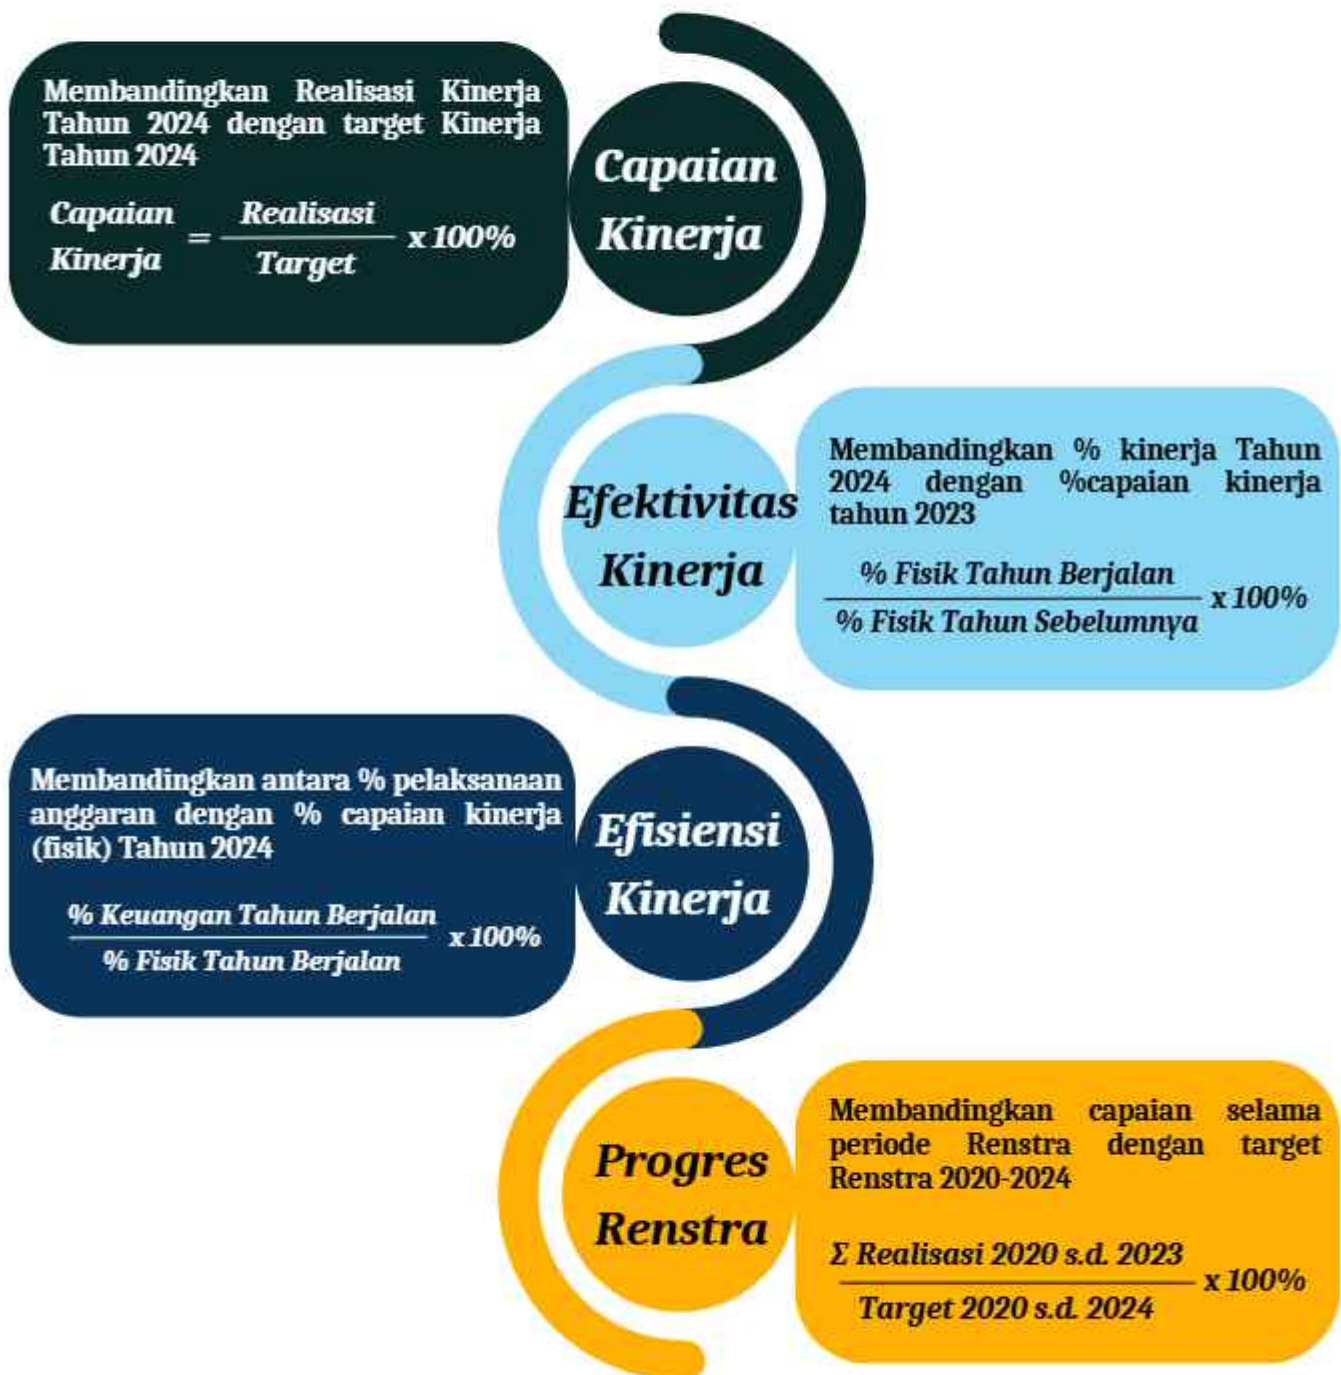 Membandingkan Realisasi Kinerja
Tahun 2024 dengan target Kinerja
Tahun 2024
Capaian
Kinerja
=
Realisasi
Target
x 100%
Capaian
Kinerja
Efektivitas
Kinerja
Membandingkan % kinerja Tahun
2024 dengan %capaian kinerja
tahun 2023
% Fisik Tahun Berjalan
% Fisik Tahun Sebelumnya
x 100%
Membandingkan antara % pelaksanaan
anggaran dengan % capaian kinerja
(fisik) Tahun 2024
% Keuangan Tahun Berjalan
% Fisik Tahun Berjalan
x 100%
Efisiensi
Kinerja
Progres
Renstra
Membandingkan capaian selama
periode Renstra dengan target
Renstra 2020-2024
Σ Realisasi 2020 s.d. 2023
Target 2020 s.d. 2024
x 100%